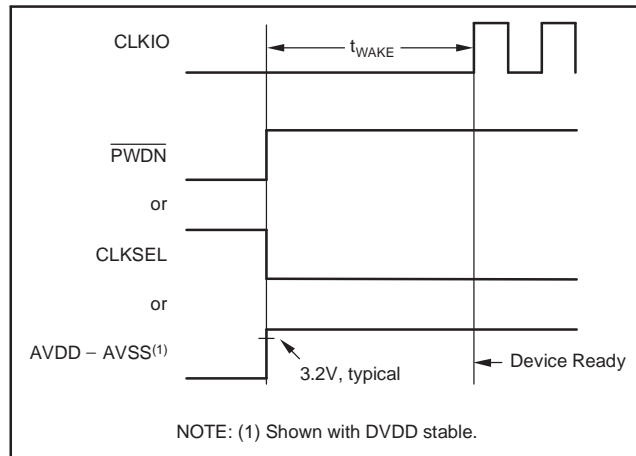 CLKIO
tWAKE
PWDN
or
CLKSEL
or
AVDD − AVSS(1)
3.2V, typical
Device Ready
NOTE: (1) Shown with DVDD stable.